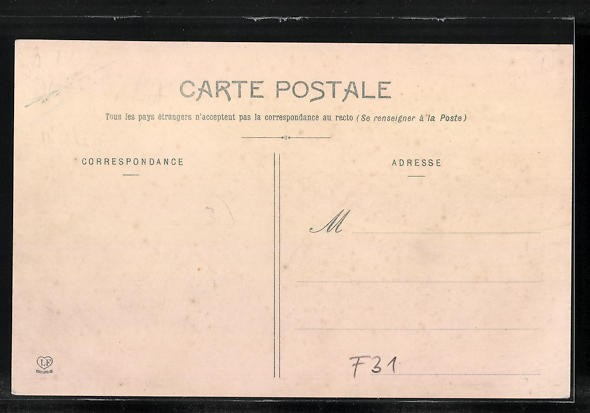 CARTE POSTALE
Tous les pays étrangers n'acceptent pas la correspondance au recto (Se renseigner à la Poste)
CORRESPONDANCE
ADRESSE
M
F31
LF